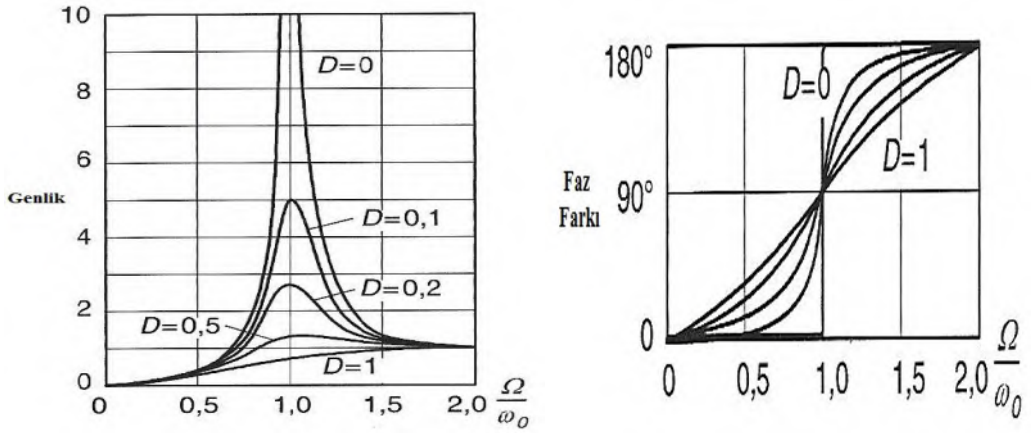 10
8
6
4
2
0
Genlik
D=0
D=0,1
D=0,2
D=0,5
D=1
0 0,5 1,0 1,5 2,0 Ω/ω₀
180°
90°
0
Faz
Farkı
D=0
D=1
0 0,5 1,0 1,5 2,0 Ω/ω₀